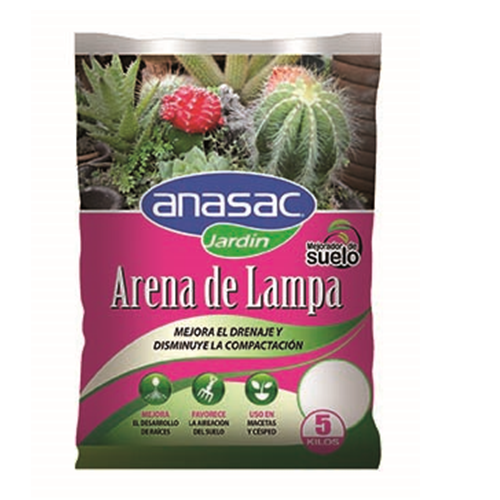 anasac
Jardín
Mejorador de
suelo
Arena de Lampa
MEJORA EL DRENAJE Y
DISMINUYE LA COMPACTACIÓN
MEJORA
EL DESARROLLO
DE RAÍCES
FAVORECE
LA AIREACIÓN
DEL SUELO
USO EN
MACETAS
Y CÉSPED
5
KILOS